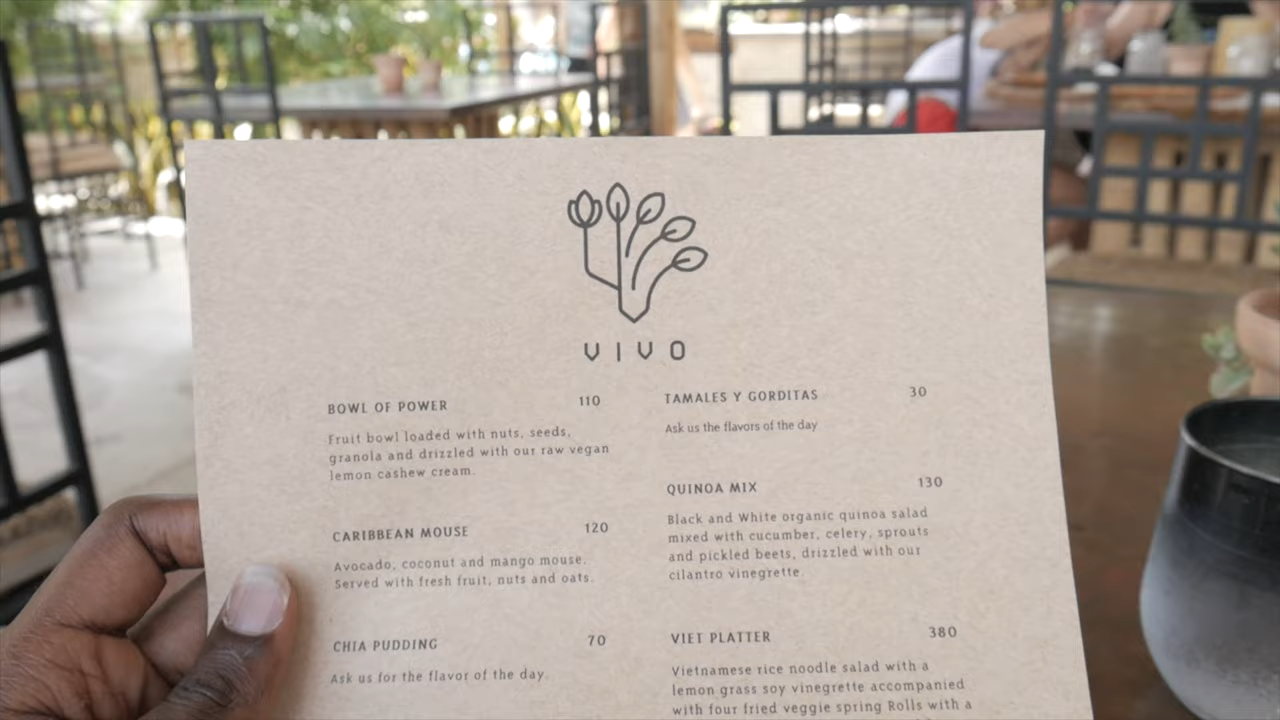 VIVO
BOWL OF POWER 110
Fruit bowl loaded with nuts, seeds,
granola and drizzled with our raw vegan
lemon cashew cream.
CARIBBEAN MOUSE 120
Avocado, coconut and mango mouse.
Served with fresh fruit, nuts and oats.
CHIA PUDDING 70
Ask us for the flavor of the day.
TAMALES Y GORDITAS 30
Ask us the flavors of the day
QUINOA MIX 130
Black and White organic quinoa salad
mixed with cucumber, celery, sprouts
and pickled beets, drizzled with our
cilantro vinegrette.
VIET PLATTER 380
Vietnamese rice noodle salad with a
lemon grass soy vinegrette accompanied
with four fried veggie spring Rolls with a